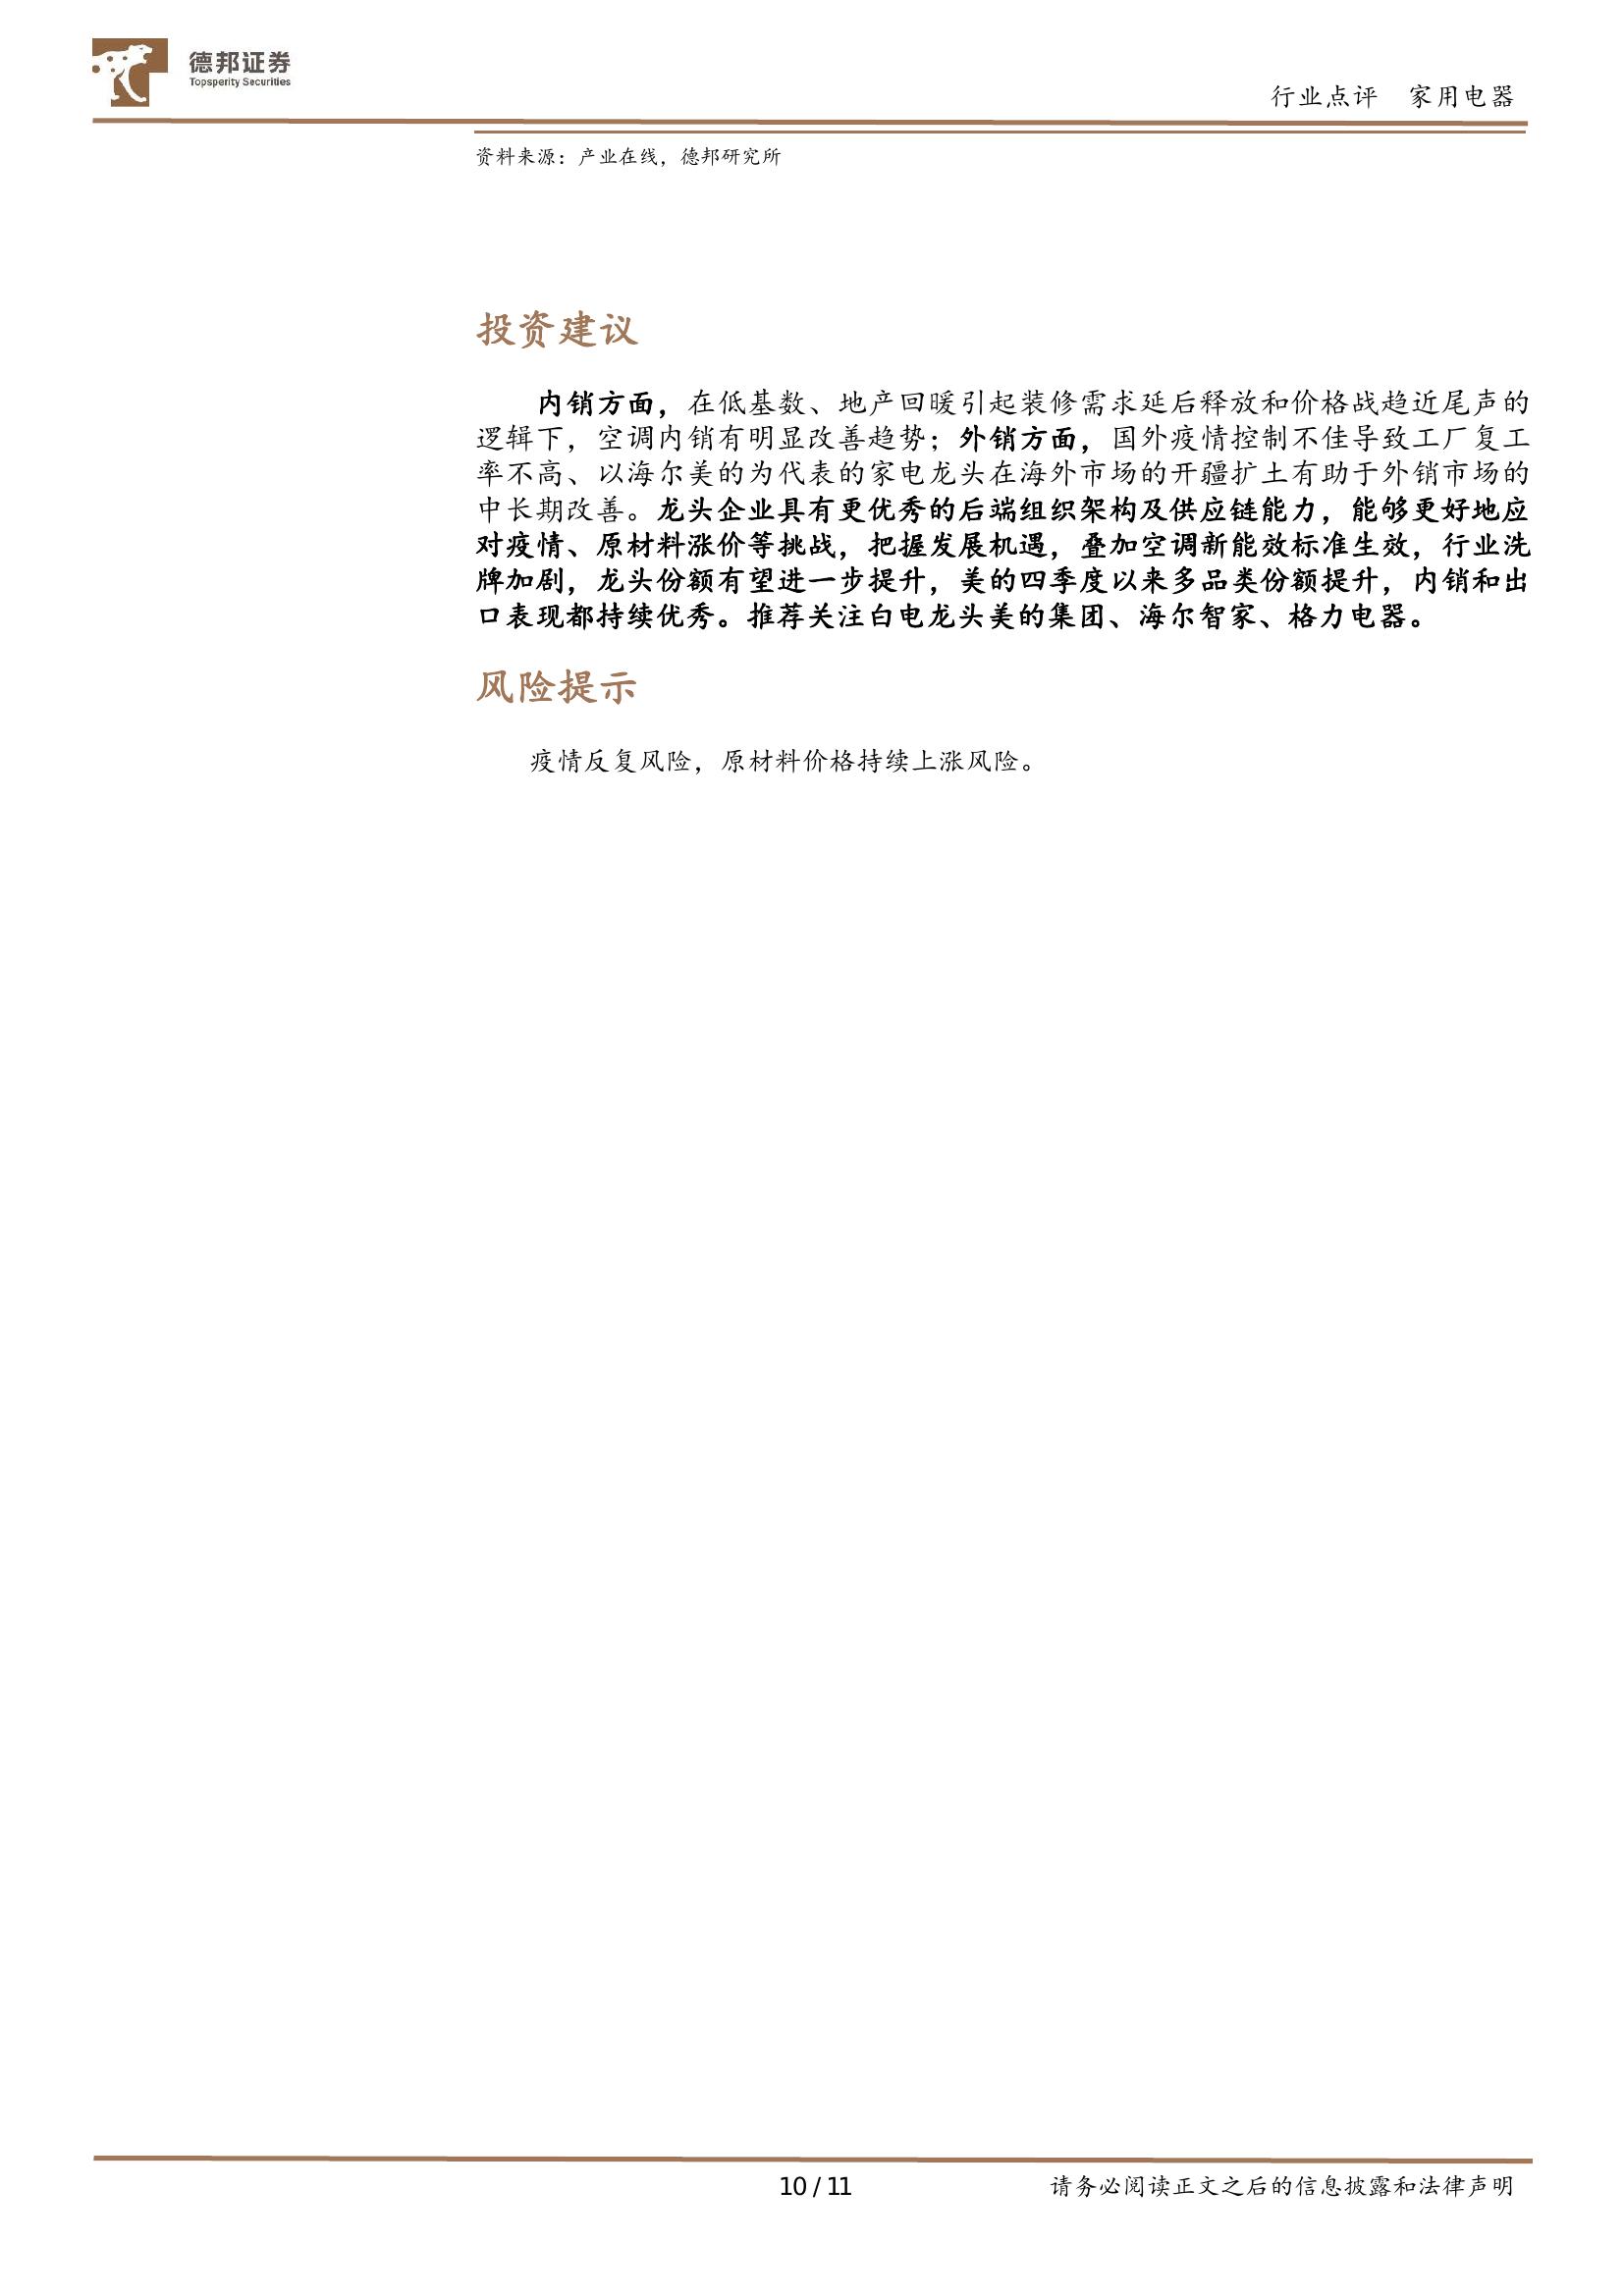 德邦证券
Topsperity Securities
行业点评 家用电器
资料来源：产业在线，德邦研究所
投资建议
内销方面，在低基数、地产回暖引起装修需求延后释放和价格战趋近尾声的
逻辑下，空调内销有明显改善趋势；外销方面，国外疫情控制不佳导致工厂复工
率不高、以海尔美的为代表的家电龙头在海外市场的开疆扩土有助于外销市场的
中长期改善。龙头企业具有更优秀的后端组织架构及供应链能力，能够更好地应
对疫情、原材料涨价等挑战，把握发展机遇，叠加空调新能效标准生效，行业洗
牌加剧，龙头份额有望进一步提升，美的四季度以来多品类份额提升，内销和出
口表现都持续优秀。推荐关注白电龙头美的集团、海尔智家、格力电器。
风险提示
疫情反复风险，原材料价格持续上涨风险。
10 / 11
请务必阅读正文之后的信息披露和法律声明